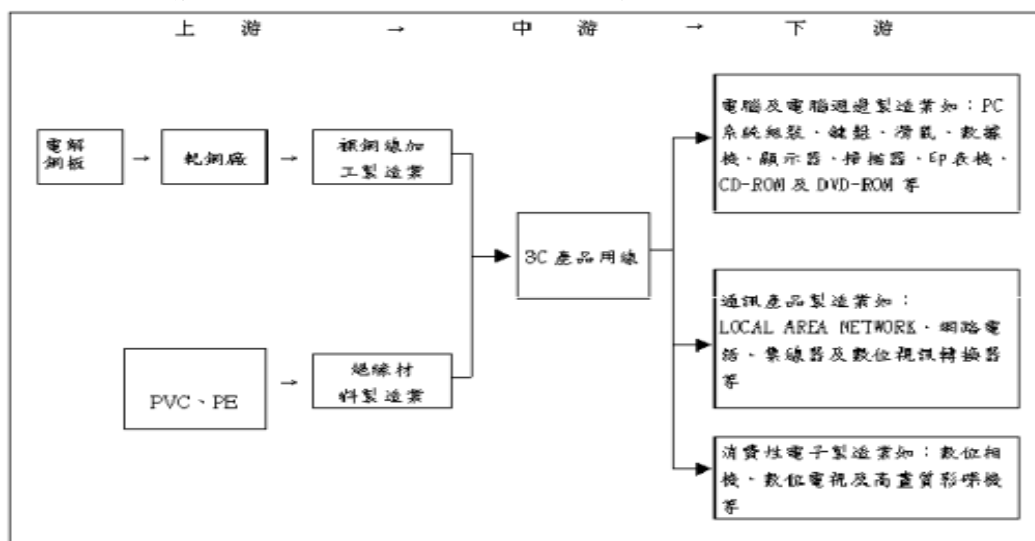 上 游 → 中 游 → 下 游
電解
銅板
→
軋銅廠
→
裸銅線加
工製造業
PVC、PE
→
絕緣材
料製造業
3C 產品用線
電腦及電腦週邊製造業如：PC
系統組裝、鍵盤、滑鼠、數據
機、顯示器、掃描器、印表機、
CD-ROM 及 DVD-ROM 等
通訊產品製造業如：
LOCAL AREA NETWORK、網路電
話、集線器及數位視訊轉換器
等
消費性電子製造業如：數位相
機、數位電視及高畫質影碟機
等